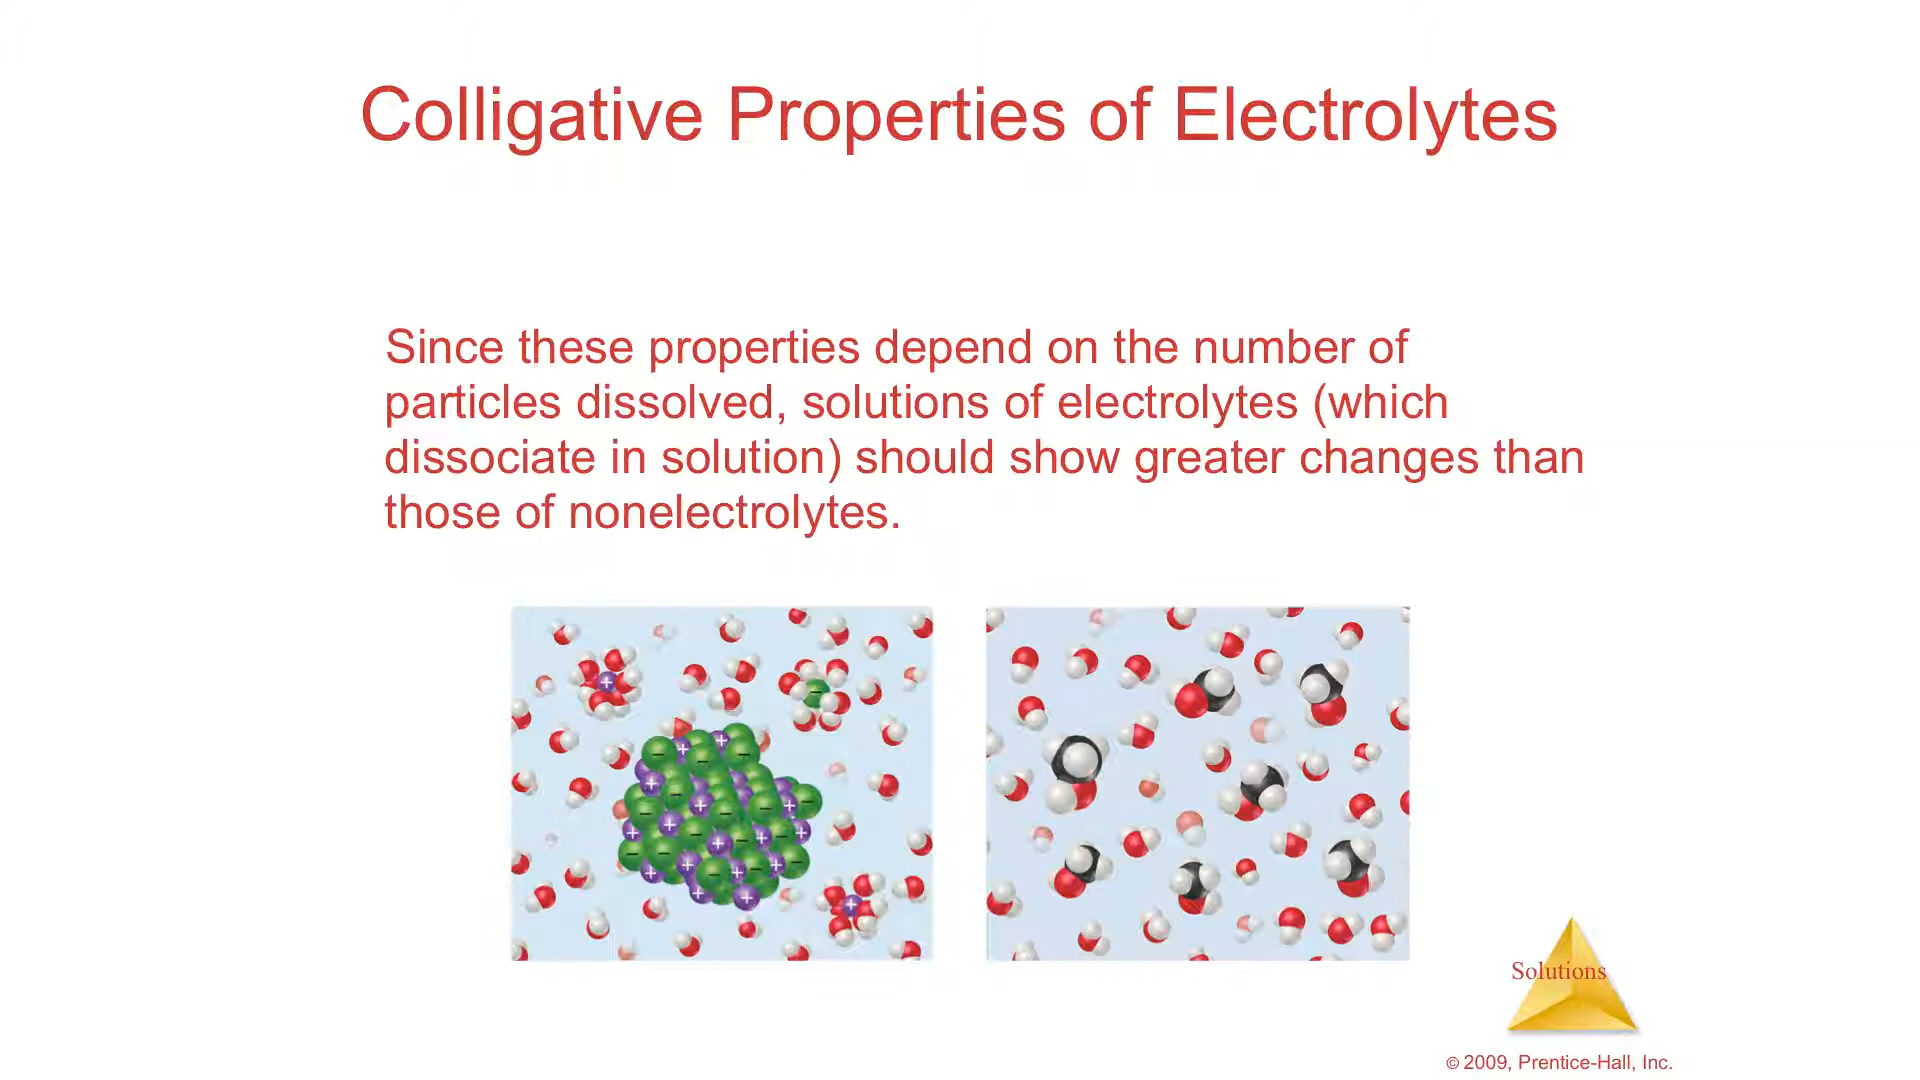 Colligative Properties of Electrolytes
Since these properties depend on the number of
particles dissolved, solutions of electrolytes (which
dissociate in solution) should show greater changes than
those of nonelectrolytes.
Solutions
© 2009, Prentice-Hall, Inc.